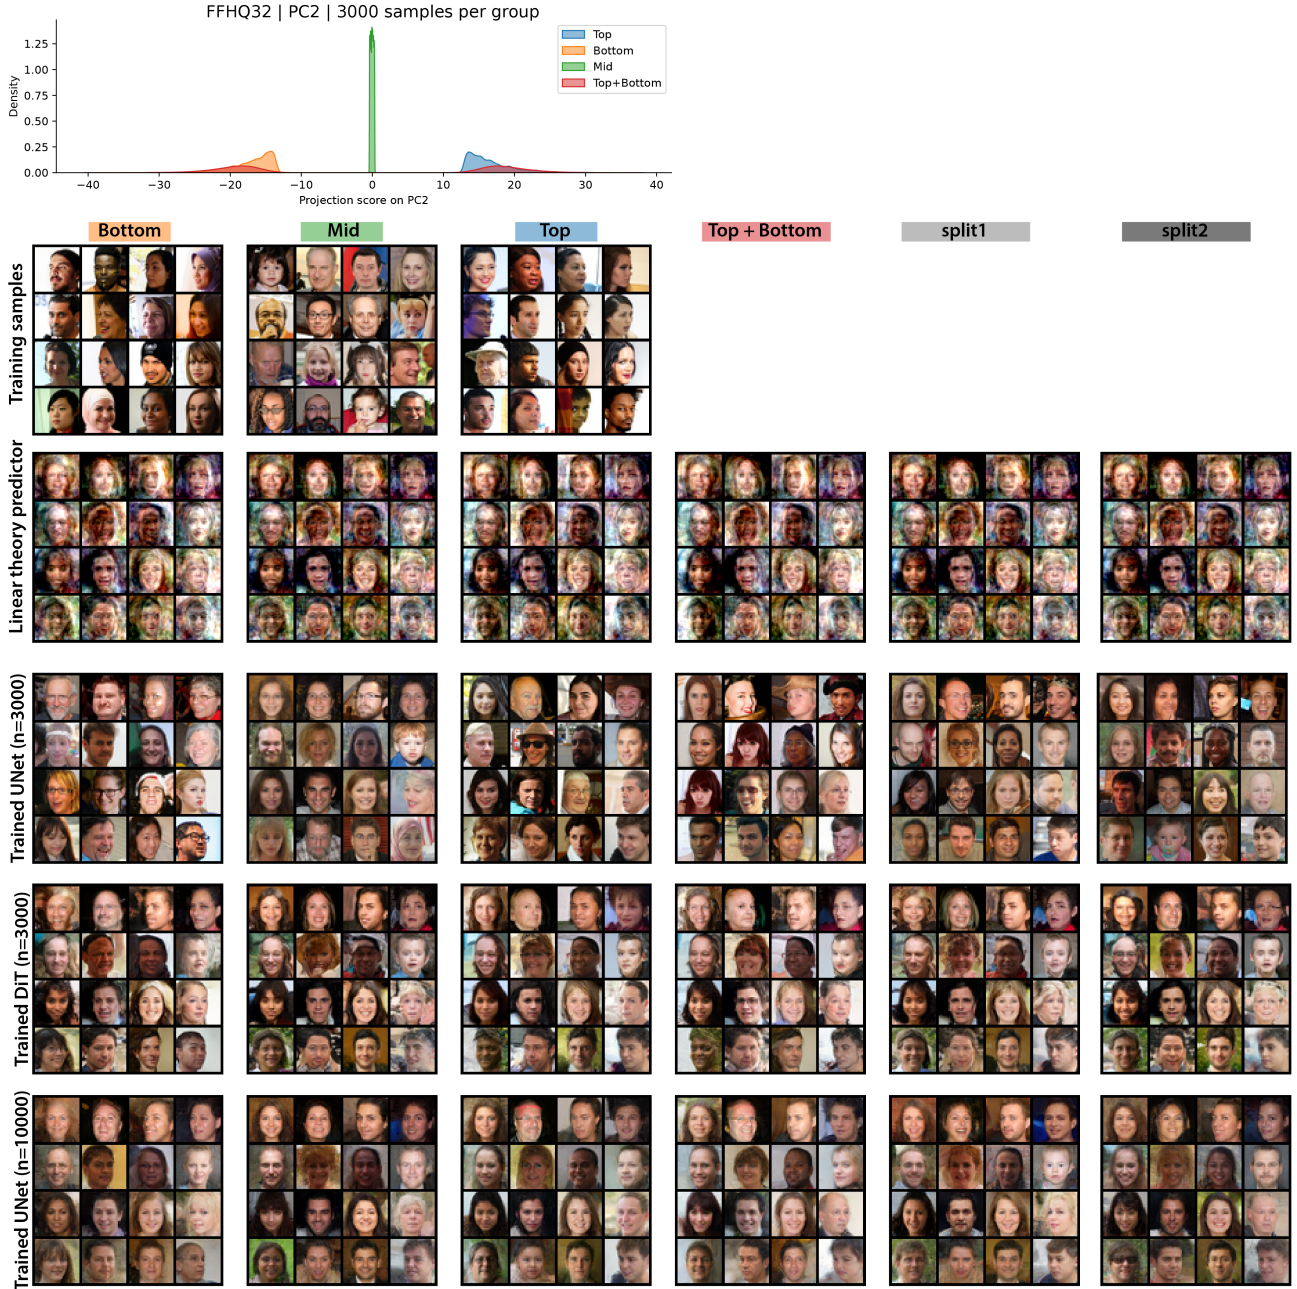 FFHQ32 | PC2 | 3000 samples per group
Density
1.25
1.00
0.75
0.50
0.25
0.00
−40
−30
−20
−10
0
10
20
30
40
Projection score on PC2
Top
Bottom
Mid
Top+Bottom
Bottom
Mid
Top
Top + Bottom
split1
split2
Training samples
Linear theory predictor
Trained UNet (n=3000)
Trained DiT (n=3000)
Trained UNet (n=10000)